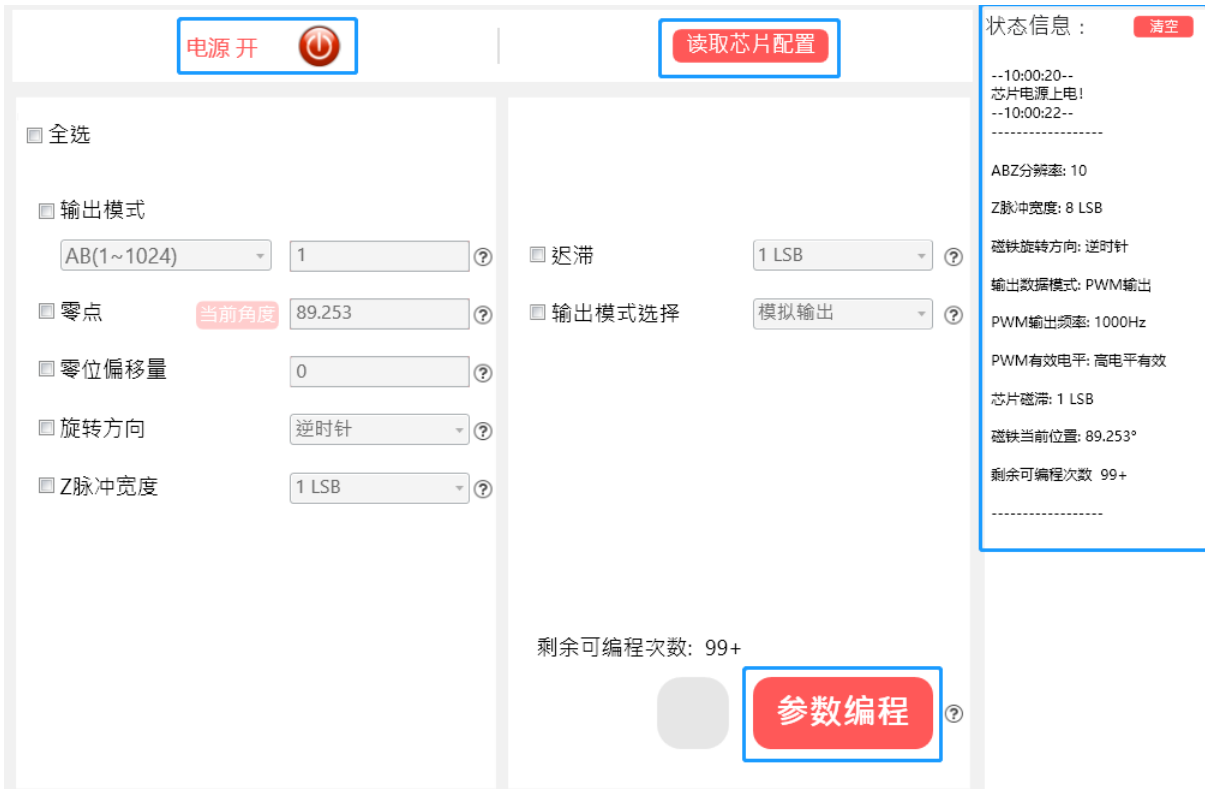 电源 开
读取芯片配置
全选
输出模式
AB(1~1024) 1 ?
零点 当前角度 89.253 ?
零位偏移量 0 ?
旋转方向 逆时针 ?
Z脉冲宽度 1 LSB ?
迟滞 1 LSB ?
输出模式选择 模拟输出 ?
剩余可编程次数: 99+
参数编程 ?
状态信息： 清空
--10:00:20--
芯片电源上电!
--10:00:22--
------------------
ABZ分辨率: 10
Z脉冲宽度: 8 LSB
磁铁旋转方向: 逆时针
输出数据模式: PWM输出
PWM输出频率: 1000Hz
PWM有效电平: 高电平有效
芯片磁滞: 1 LSB
磁铁当前位置: 89.253°
剩余可编程次数 99+
------------------